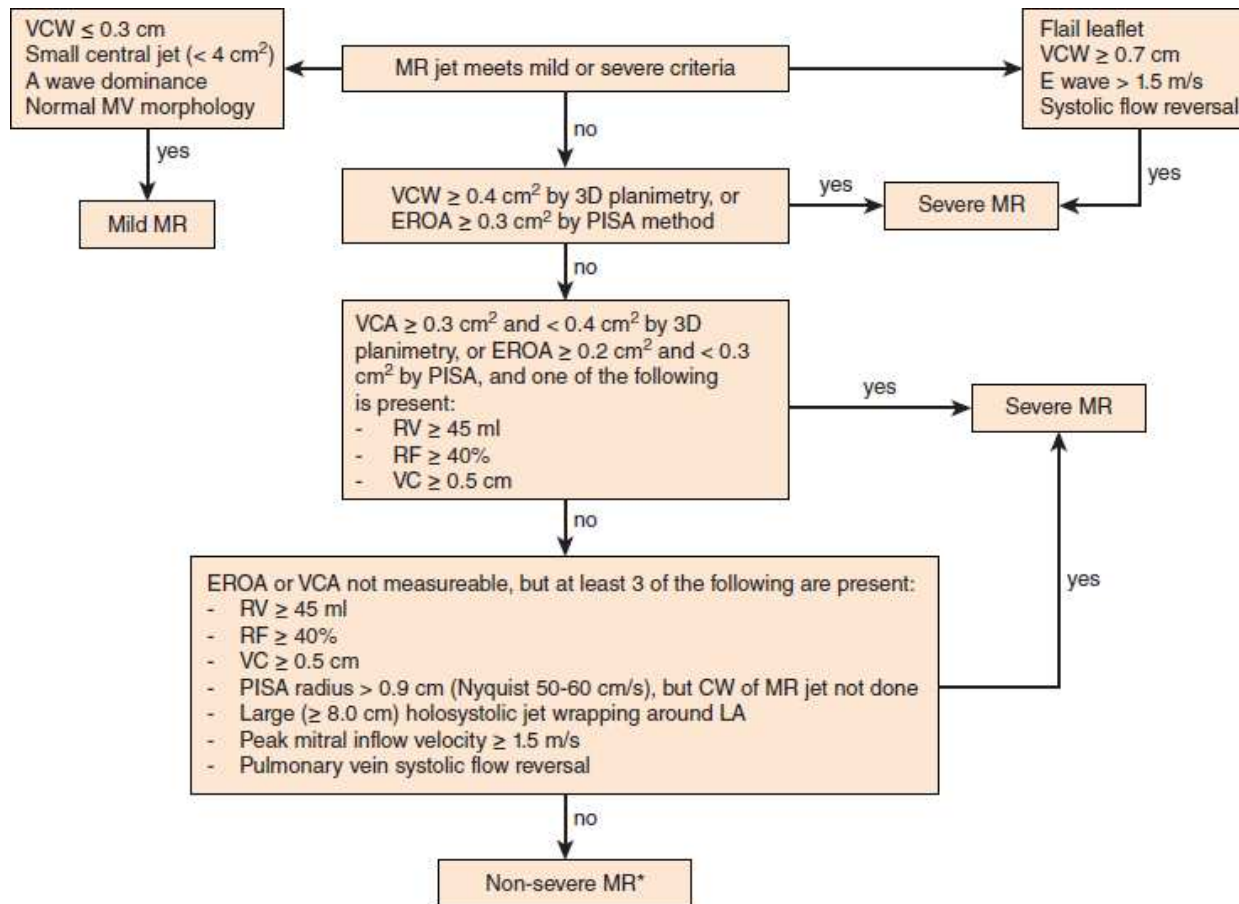 VCW ≤ 0.3 cm
Small central jet (< 4 cm²)
A wave dominance
Normal MV morphology
MR jet meets mild or severe criteria
Flail leaflet
VCW ≥ 0.7 cm
E wave > 1.5 m/s
Systolic flow reversal
yes
no
yes
Mild MR
VCW ≥ 0.4 cm² by 3D planimetry, or
EROA ≥ 0.3 cm² by PISA method
yes
Severe MR
no
VCA ≥ 0.3 cm² and < 0.4 cm² by 3D
planimetry, or EROA ≥ 0.2 cm² and < 0.3
cm² by PISA, and one of the following
is present:
- RV ≥ 45 ml
- RF ≥ 40%
- VC ≥ 0.5 cm
yes
Severe MR
no
EROA or VCA not measureable, but at least 3 of the following are present:
- RV ≥ 45 ml
- RF ≥ 40%
- VC ≥ 0.5 cm
- PISA radius > 0.9 cm (Nyquist 50-60 cm/s), but CW of MR jet not done
- Large (≥ 8.0 cm) holosystolic jet wrapping around LA
- Peak mitral inflow velocity ≥ 1.5 m/s
- Pulmonary vein systolic flow reversal
yes
no
Non-severe MR*